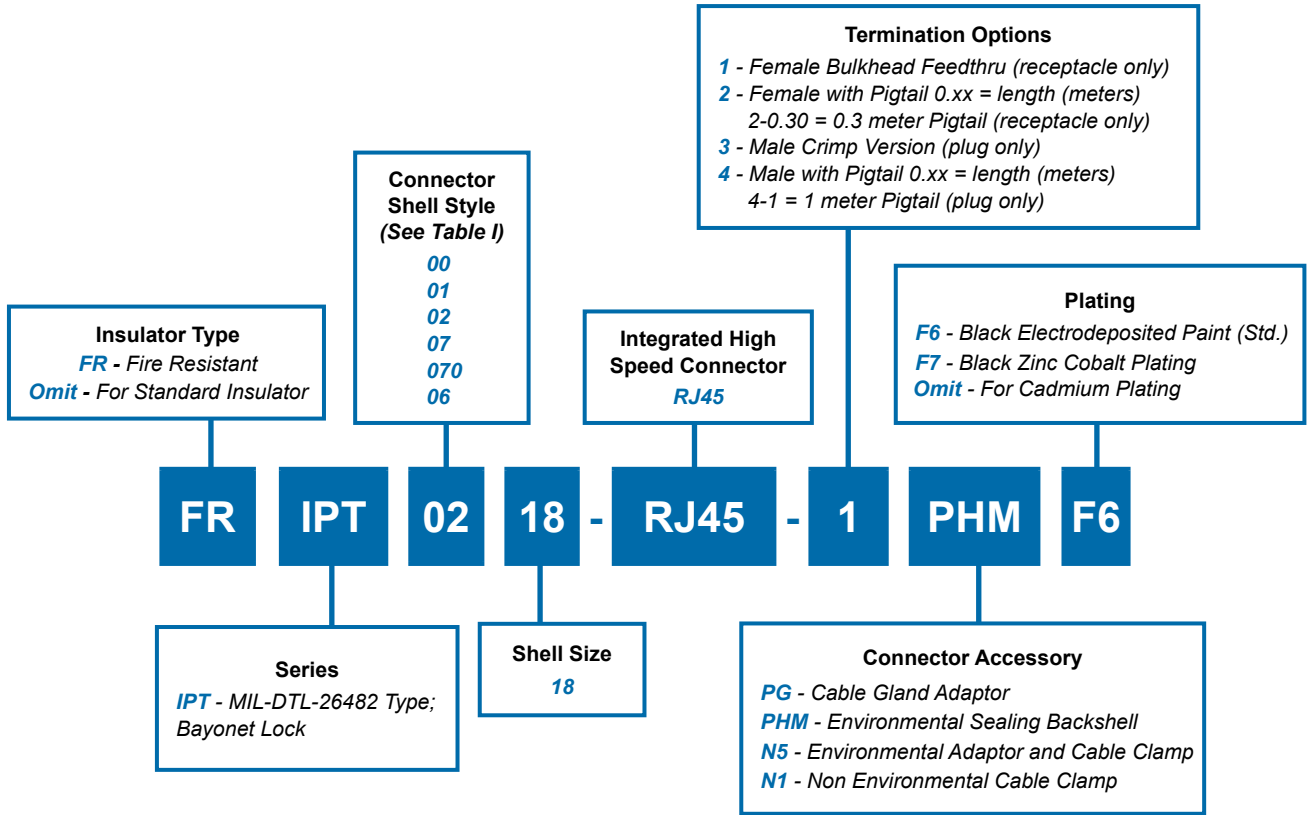 Termination Options
1 - Female Bulkhead Feedthru (receptacle only)
2 - Female with Pigtail 0.xx = length (meters)
2-0.30 = 0.3 meter Pigtail (receptacle only)
3 - Male Crimp Version (plug only)
4 - Male with Pigtail 0.xx = length (meters)
4-1 = 1 meter Pigtail (plug only)
Connector
Shell Style
(See Table I)
00
01
02
07
070
06
Insulator Type
FR - Fire Resistant
Omit - For Standard Insulator
Integrated High
Speed Connector
RJ45
Plating
F6 - Black Electrodeposited Paint (Std.)
F7 - Black Zinc Cobalt Plating
Omit - For Cadmium Plating
FR IPT 02 18 - RJ45 - 1 PHM F6
Series
IPT - MIL-DTL-26482 Type;
Bayonet Lock
Shell Size
18
Connector Accessory
PG - Cable Gland Adaptor
PHM - Environmental Sealing Backshell
N5 - Environmental Adaptor and Cable Clamp
N1 - Non Environmental Cable Clamp